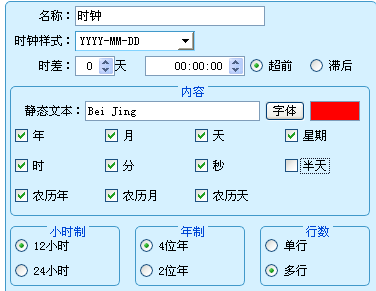 名称： 时钟
时钟样式： YYYY-MM-DD
时差： 0 天 00:00:00 超前 滞后
内容
静态文本： Bei Jing 字体
年 月 天 星期
时 分 秒 半天
农历年 农历月 农历天
小时制 年制 行数
12小时 4位年 单行
24小时 2位年 多行